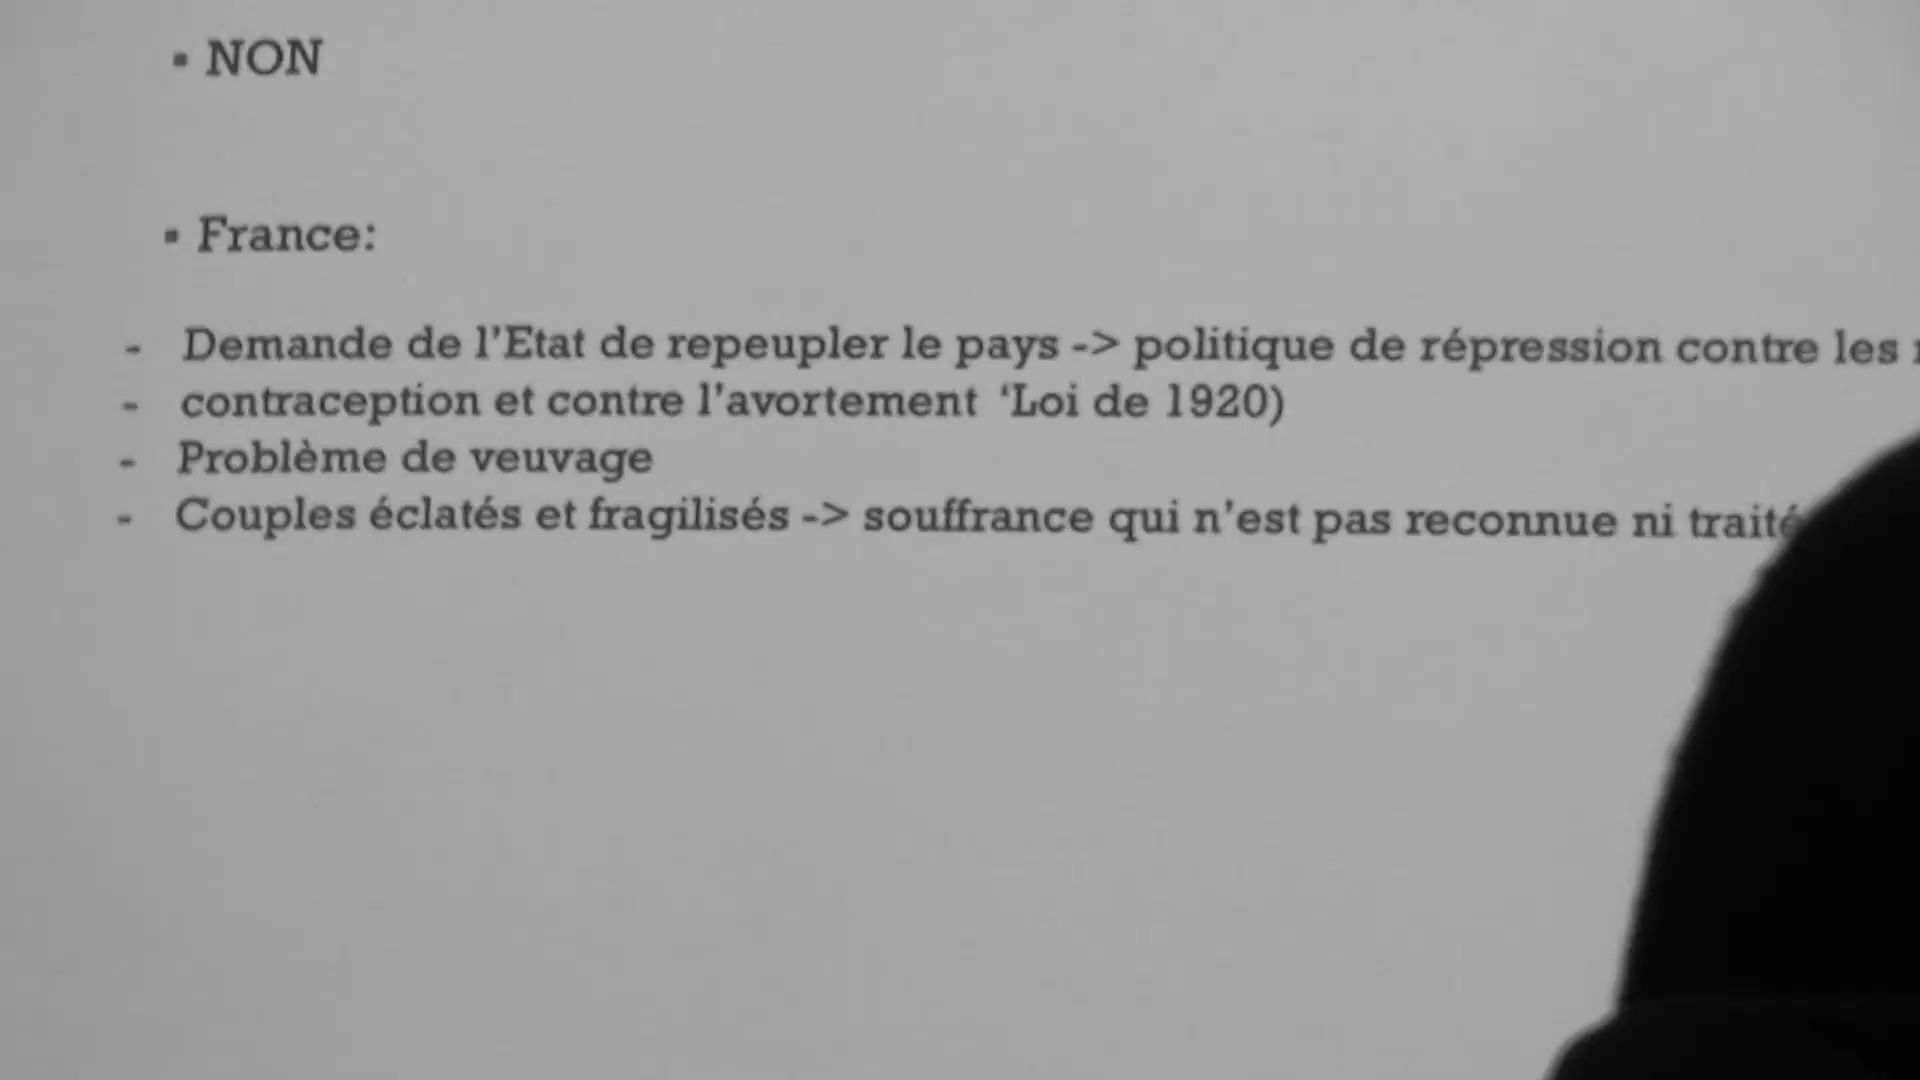 ▪ NON
▪ France:
- Demande de l'Etat de repeupler le pays -> politique de répression contre les
- contraception et contre l'avortement ‘Loi de 1920)
- Problème de veuvage
- Couples éclatés et fragilisés -> souffrance qui n'est pas reconnue ni traité